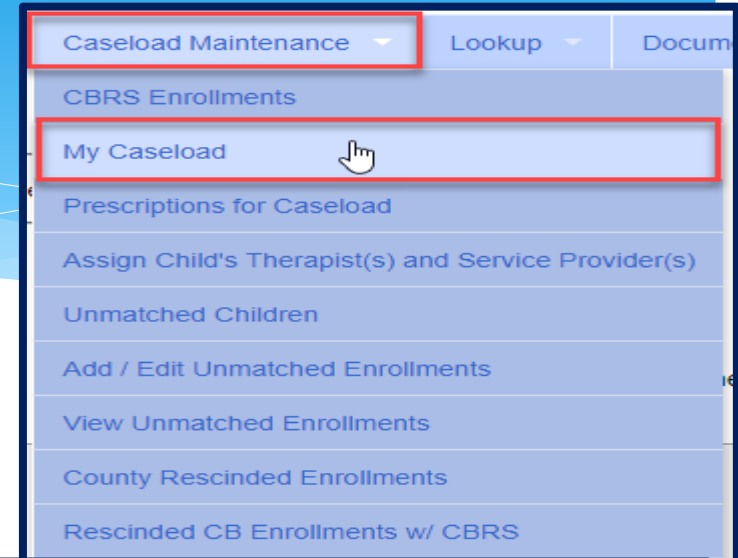 Caseload Maintenance Lookup
CBRS Enrollments
My Caseload
Prescriptions for Caseload
Assign Child's Therapist(s) and Service Provider(s)
Unmatched Children
Add / Edit Unmatched Enrollments
View Unmatched Enrollments
County Rescinded Enrollments
Rescinded CB Enrollments w/ CBRS